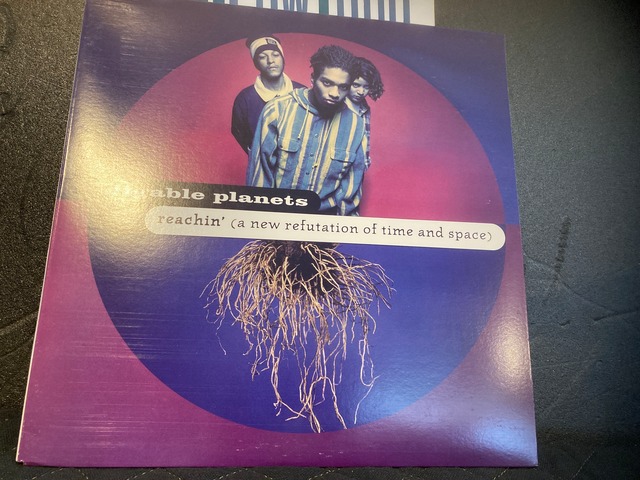 planets
reachin' (a new refutation of time and space)